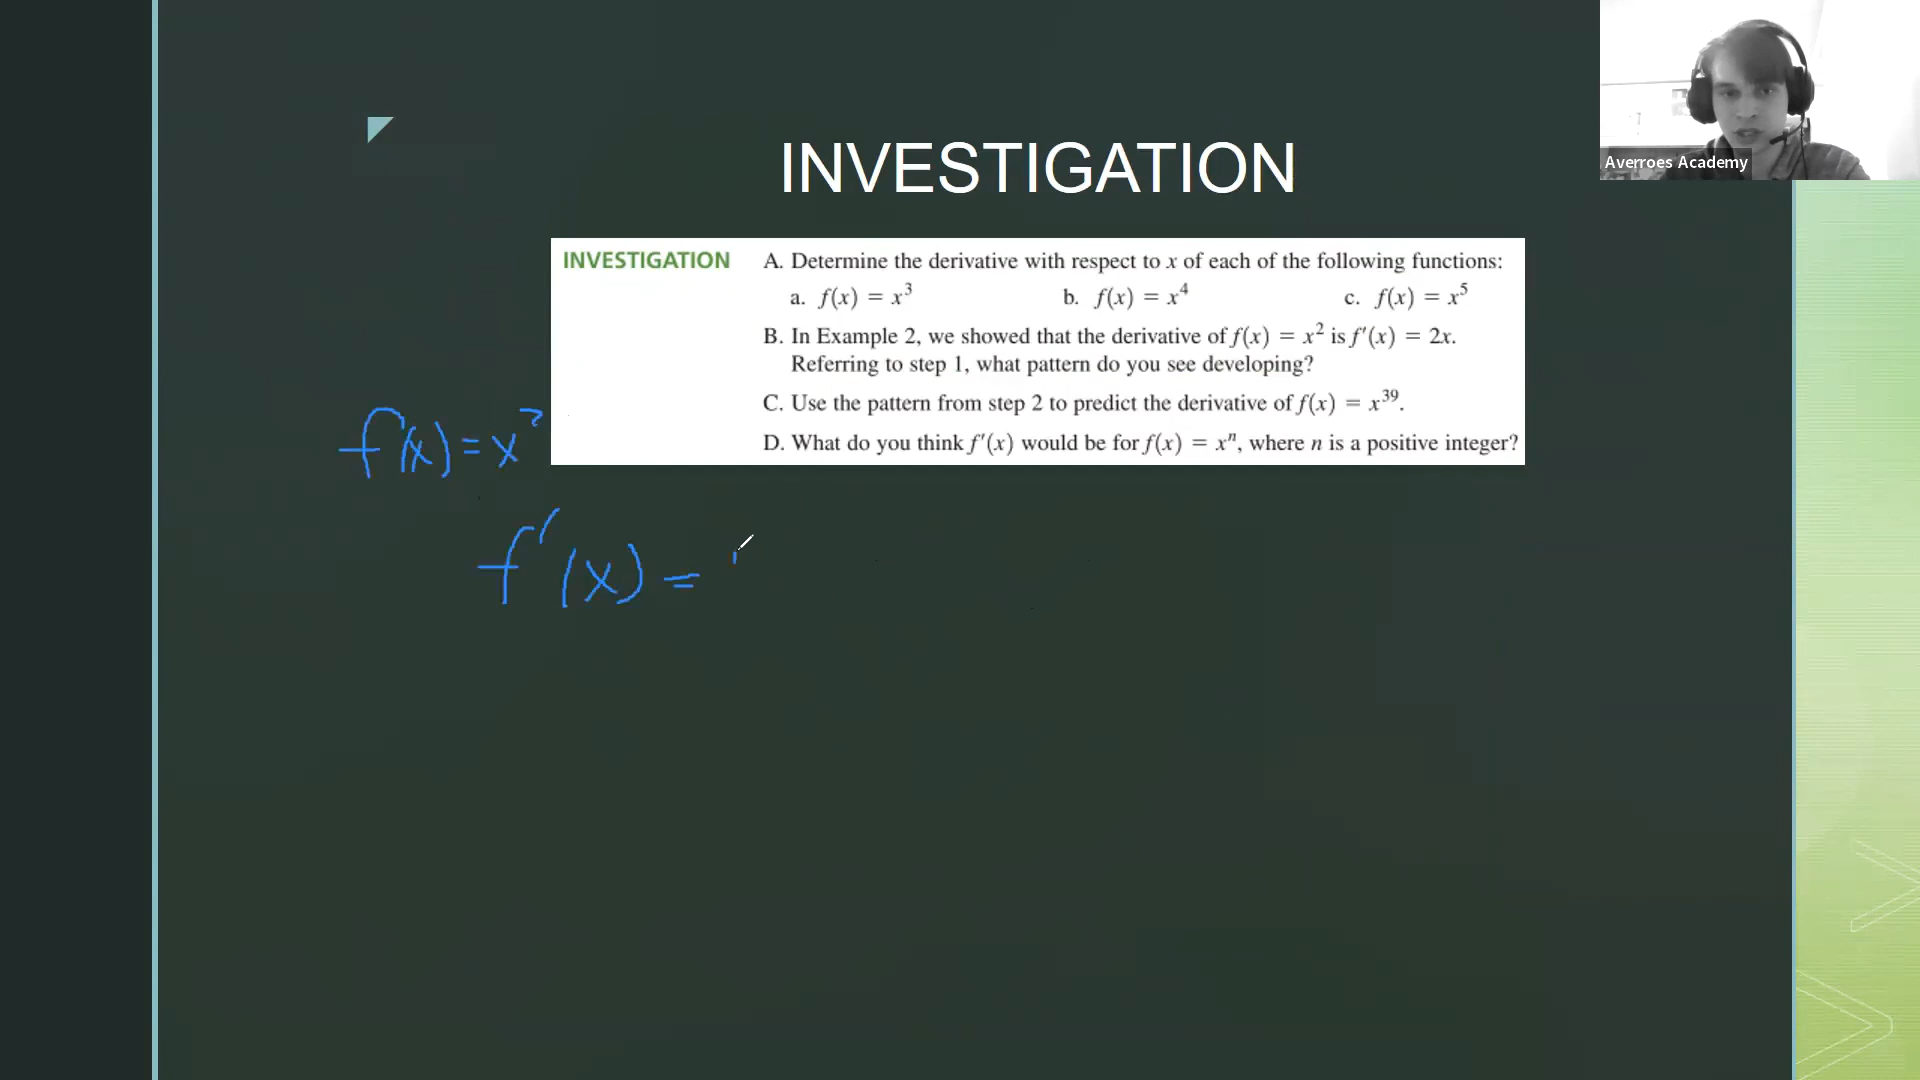 Averroes Academy
INVESTIGATION
INVESTIGATION
A. Determine the derivative with respect to x of each of the following functions:
a. f(x) = x³ b. f(x) = x⁴ c. f(x) = x⁵
B. In Example 2, we showed that the derivative of f(x) = x² is f′(x) = 2x.
Referring to step 1, what pattern do you see developing?
C. Use the pattern from step 2 to predict the derivative of f(x) = x³⁹.
D. What do you think f′(x) would be for f(x) = xⁿ, where n is a positive integer?
f(x) = x
f′(x) =